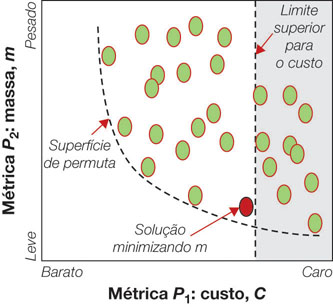 Métrica P₂: massa, m
Pesado
Leve
Limite
superior
para
o custo
Superfície
de permuta
Solução
minimizando m
Barato
Caro
Métrica P₁: custo, C